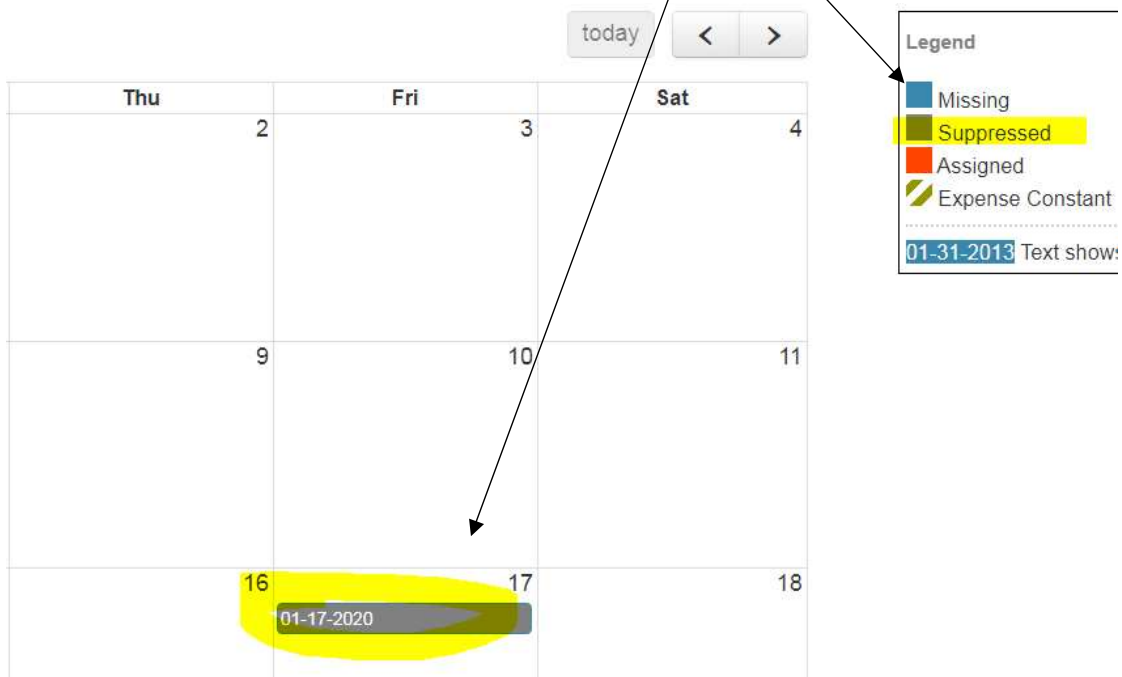 today < >
Thu Fri Sat
2 3 4
9 10 11
16 17 18
01-17-2020
Legend
Missing
Suppressed
Assigned
Expense Constant
01-31-2013 Text shows